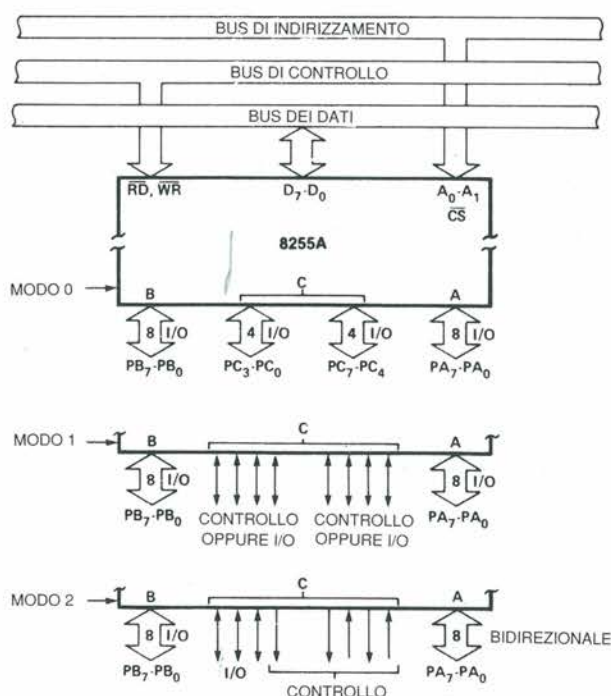 BUS DI INDIRIZZAMENTO
BUS DI CONTROLLO
BUS DEI DATI
RD, WR
D7-D0
A0-A1
CS
8255A
MODO 0
B
C
A
8 I/O
4 I/O
4 I/O
8 I/O
PB7-PB0
PC3-PC0
PC7-PC4
PA7-PA0
MODO 1
B
C
A
8 I/O
8 I/O
PB7-PB0
CONTROLLO
OPPURE I/O
CONTROLLO
OPPURE I/O
PA7-PA0
MODO 2
B
C
A
8 I/O
I/O
8
BIDIREZIONALE
PB7-PB0
CONTROLLO
PA7-PA0